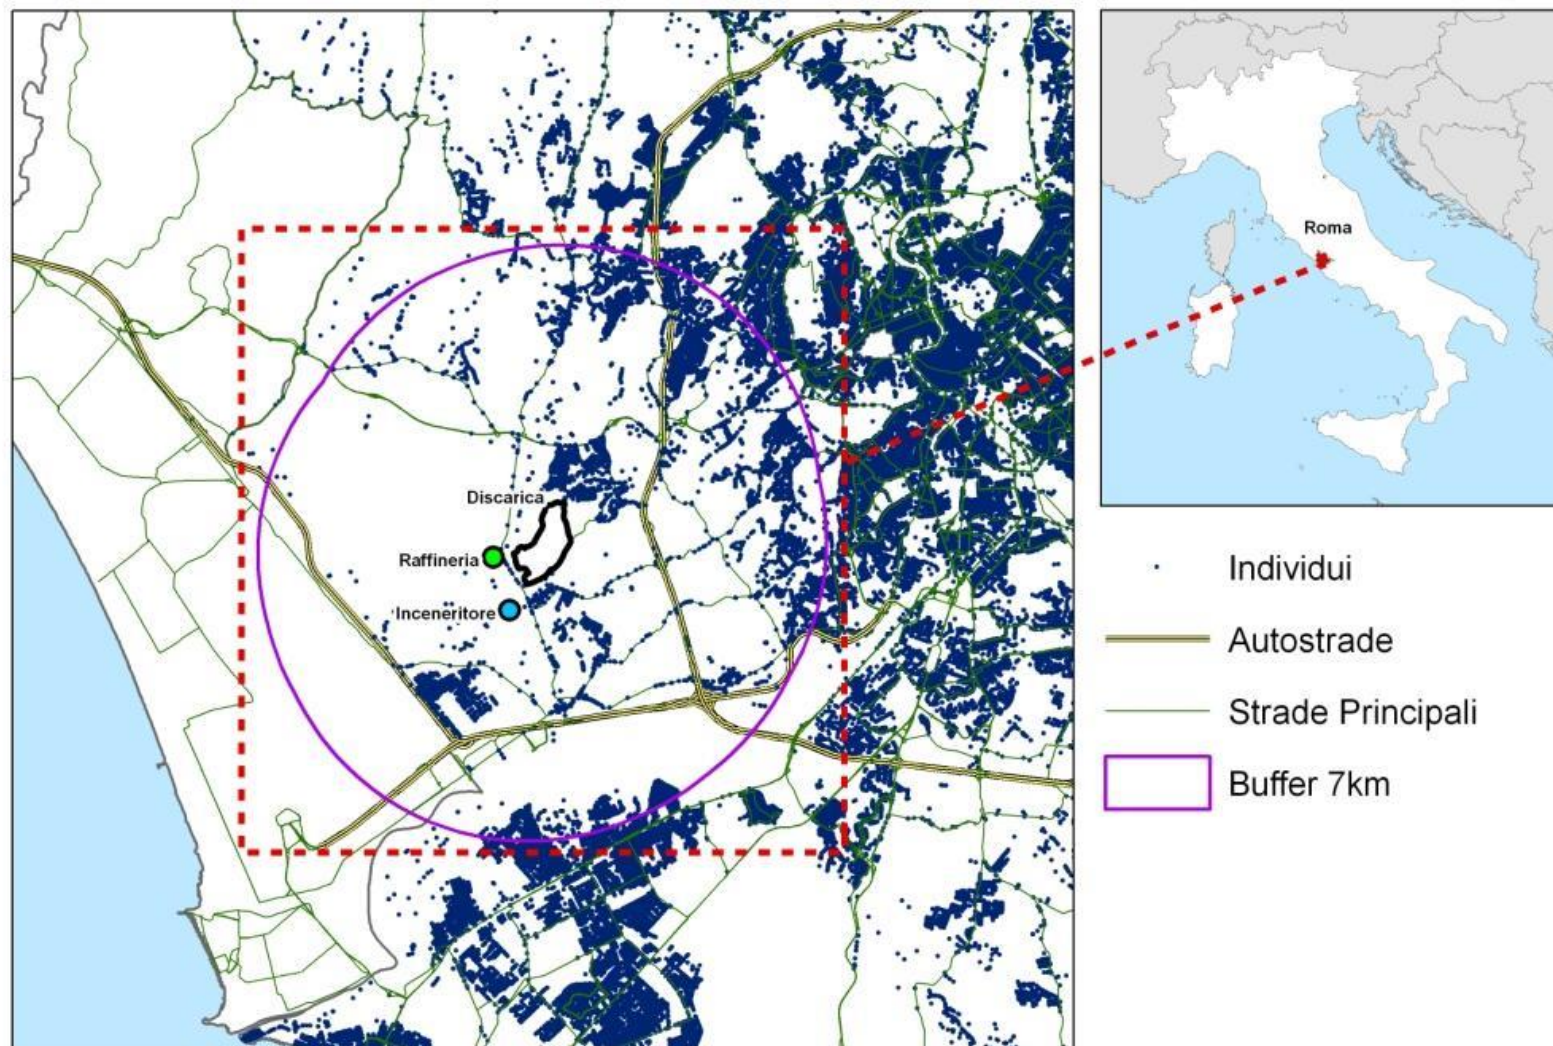 Discarica
Raffineria
Inceneritore
Roma
Individui
Autostrade
Strade Principali
Buffer 7km